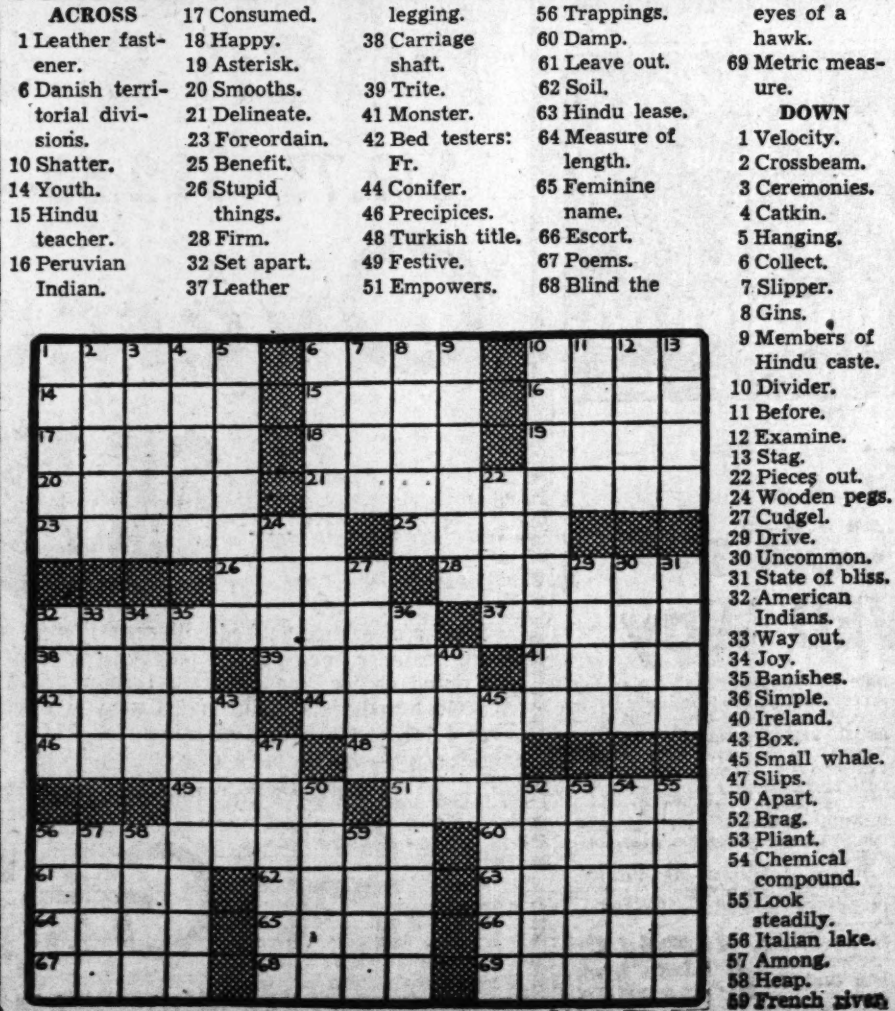 ACROSS
1 Leather fast-
ener.
6 Danish terri-
torial divi-
sions.
10 Shatter.
14 Youth.
15 Hindu
teacher.
16 Peruvian
Indian.
17 Consumed.
18 Happy.
19 Asterisk.
20 Smooths.
21 Delineate.
23 Foreordain.
25 Benefit.
26 Stupid
things.
28 Firm.
32 Set apart.
37 Leather
legging.
38 Carriage
shaft.
39 Trite.
41 Monster.
42 Bed testers:
Fr.
44 Conifer.
46 Precipices.
48 Turkish title.
49 Festive.
51 Empowers.
56 Trappings.
60 Damp.
61 Leave out.
62 Soil.
63 Hindu lease.
64 Measure of
length.
65 Feminine
name.
66 Escort.
67 Poems.
68 Blind the
eyes of a
hawk.
69 Metric meas-
ure.
DOWN
1 Velocity.
2 Crossbeam.
3 Ceremonies.
4 Catkin.
5 Hanging.
6 Collect.
7 Slipper.
8 Gins.
9 Members of
Hindu caste.
10 Divider.
11 Before.
12 Examine.
13 Stag.
22 Pieces out.
24 Wooden pegs.
27 Cudgel.
29 Drive.
30 Uncommon.
31 State of bliss.
32 American
Indians.
33 Way out.
34 Joy.
35 Banishes.
36 Simple.
40 Ireland.
43 Box.
45 Small whale.
47 Slips.
50 Apart.
52 Brag.
53 Pliant.
54 Chemical
compound.
55 Look
steadily.
56 Italian lake.
57 Among.
58 Heap.
59 French river.
1 2 3 4 5 6 7 8 9 10 11 12 13
14 15 16
17 18 19
20 21 22
23 24 25
26 27 28 29 30 31
32 33 34 35 36 37
38 39 40 41
42 43 44 45
46 47 48
49 50 51 52 53 54 55
56 57 58 59 60
61 62 63
64 65 66
67 68 69